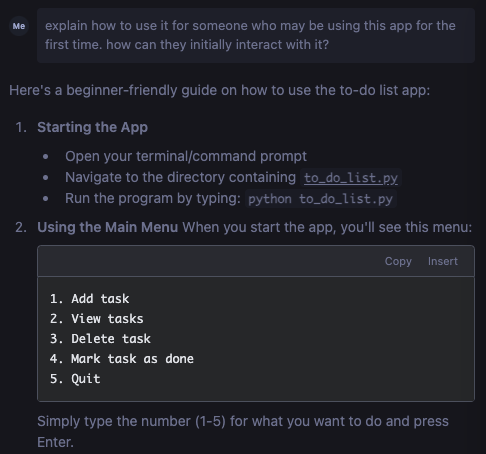 Me
explain how to use it for someone who may be using this app for the
first time. how can they initially interact with it?
Here's a beginner-friendly guide on how to use the to-do list app:
1. Starting the App
• Open your terminal/command prompt
• Navigate to the directory containing to_do_list.py
• Run the program by typing: python to_do_list.py
2. Using the Main Menu When you start the app, you'll see this menu:
Copy Insert
1. Add task
2. View tasks
3. Delete task
4. Mark task as done
5. Quit
Simply type the number (1-5) for what you want to do and press
Enter.